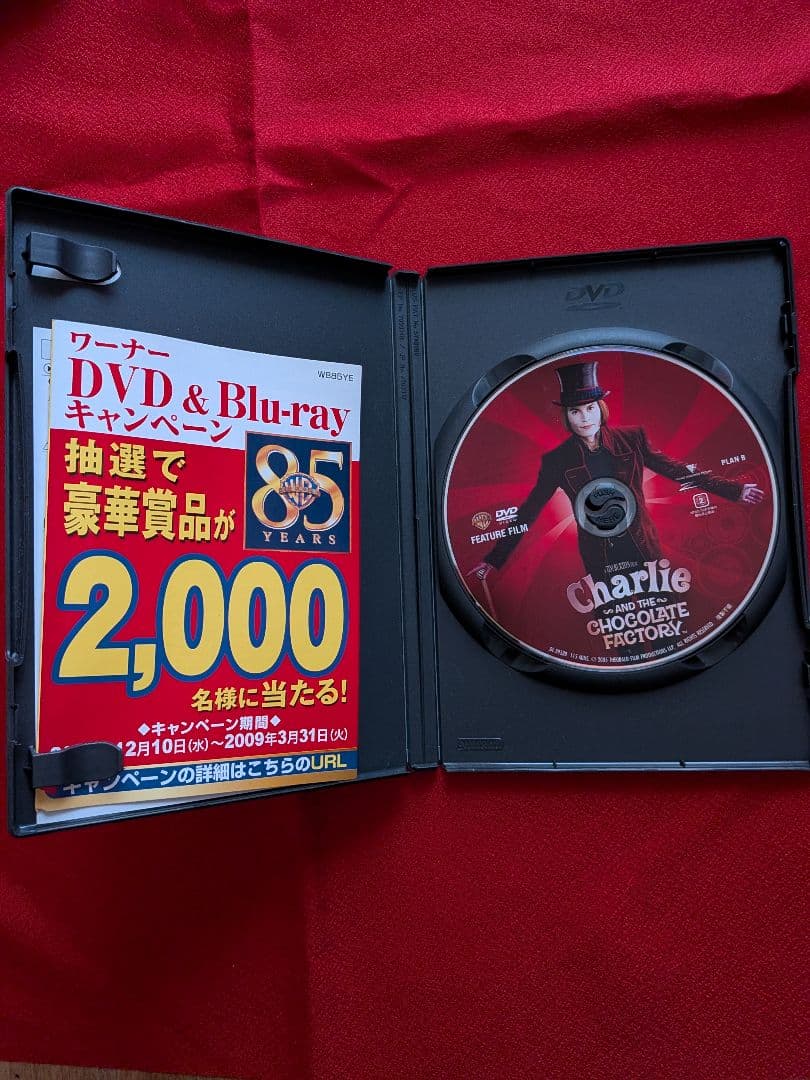 ワーナー
WB85YE
DVD & Blu-ray
キャンペーン
抽選で
豪華賞品が
85
YEARS
2,000
名様に当たる!
◆キャンペーン期間◆
12月10日(水)~2009年3月31日(火)
キャンペーンの詳細はこちらのURL
DVD
PLAN B
DVD
FEATURE FILM
2
PUSH
Charlie
AND THE
CHOCOLATE
FACTORY